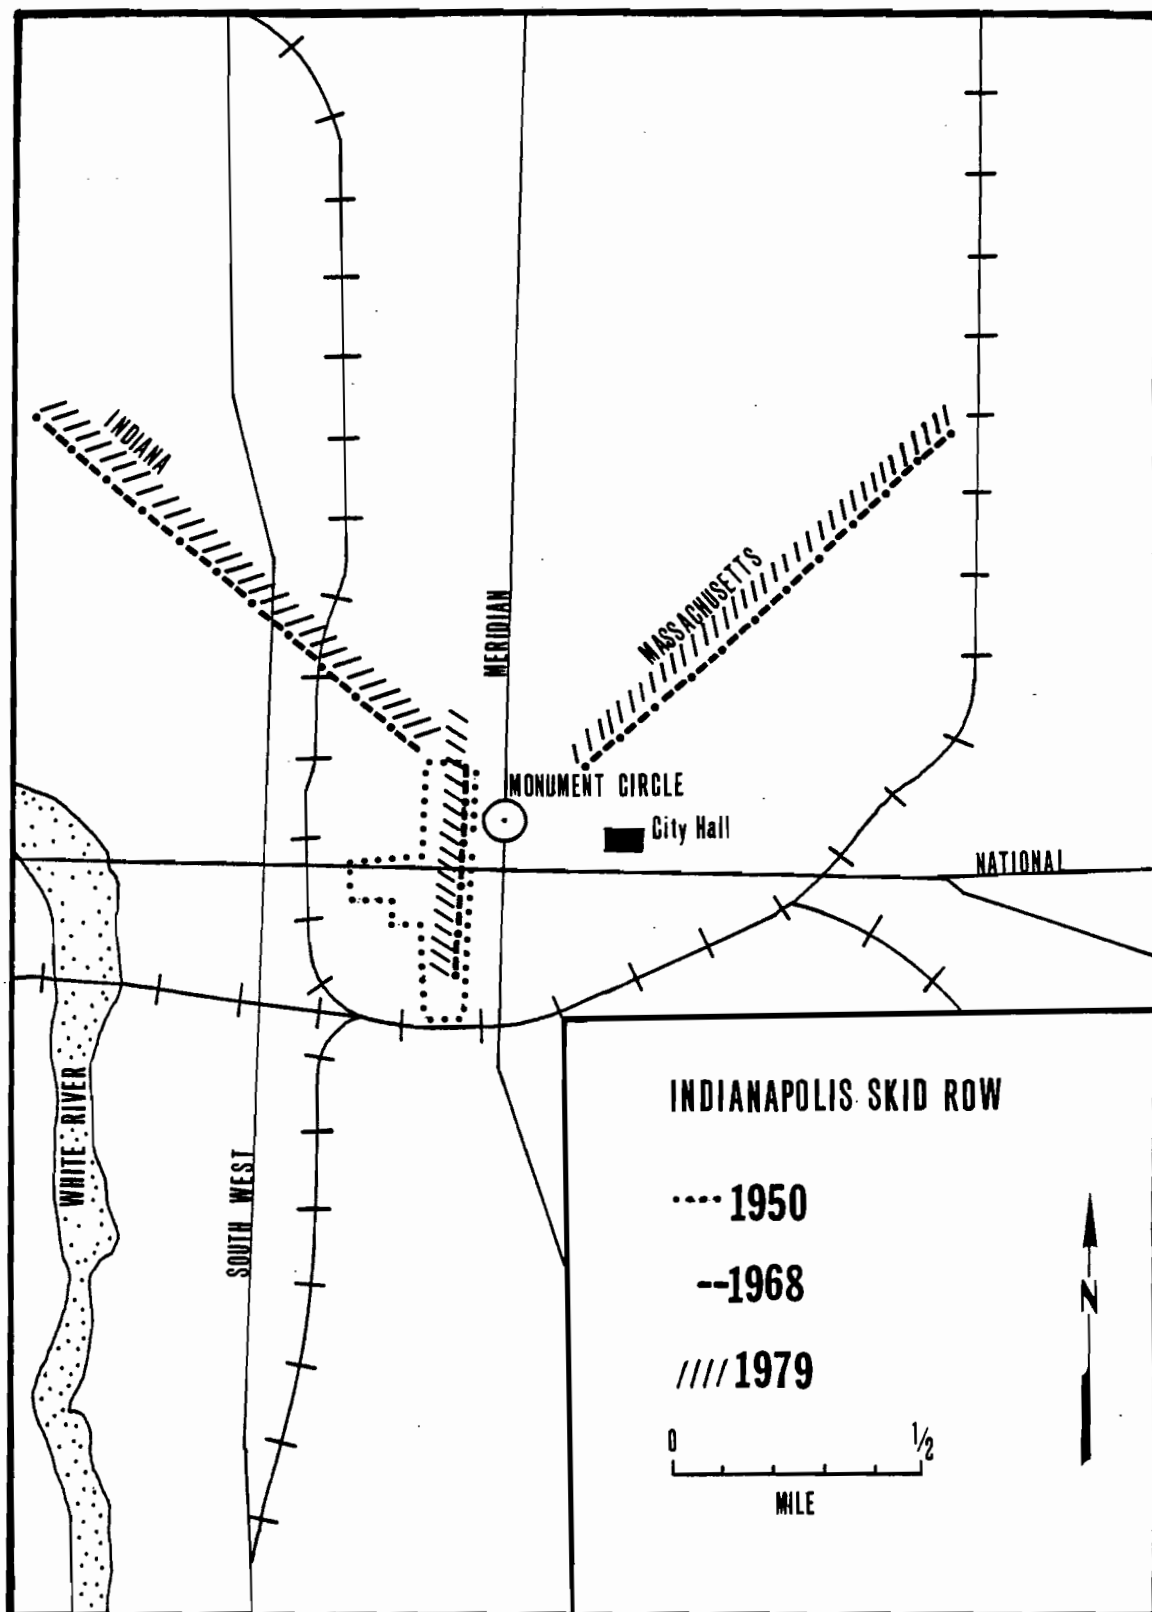 INDIANA
MASSACHUSETTS
MERIDIAN
MONUMENT CIRCLE
City Hall
NATIONAL
WHITE RIVER
SOUTH WEST
INDIANAPOLIS SKID ROW
1950
1968
1979
N
0 1/2
MILE